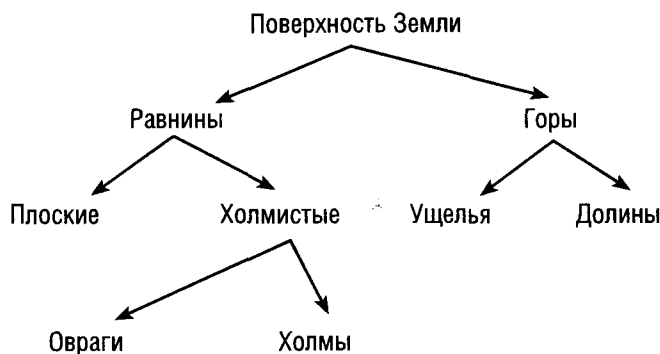 Поверхность Земли
Равнины Горы
Плоские Холмистые Ущелья Долины
Овраги Холмы